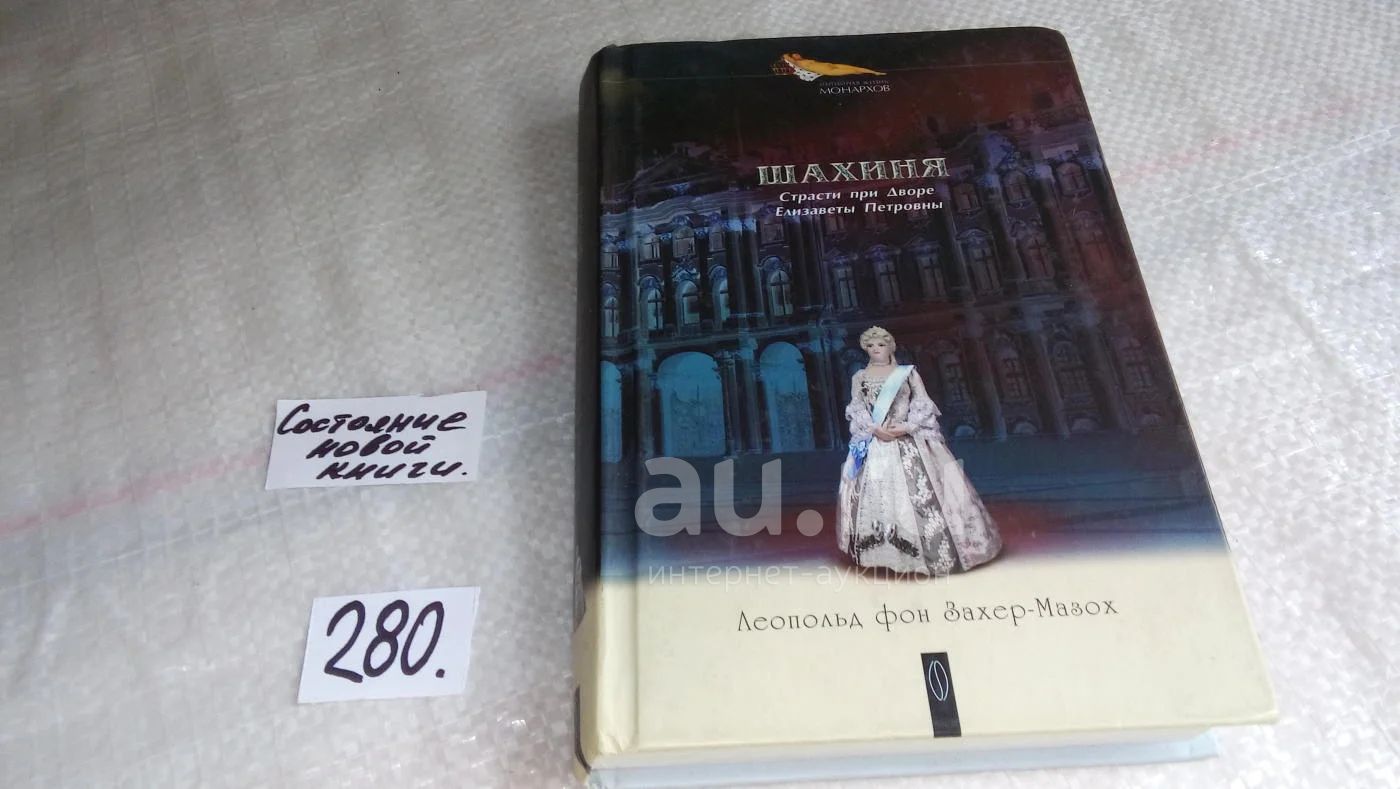 МОНАРХОВ
ШАХИНЯ
Страсти при Дворе
Елизаветы Петровны
Состояние
новой
книги.
au.
интернет-аукцион
280.
Леопольд фон Захер-Мазох